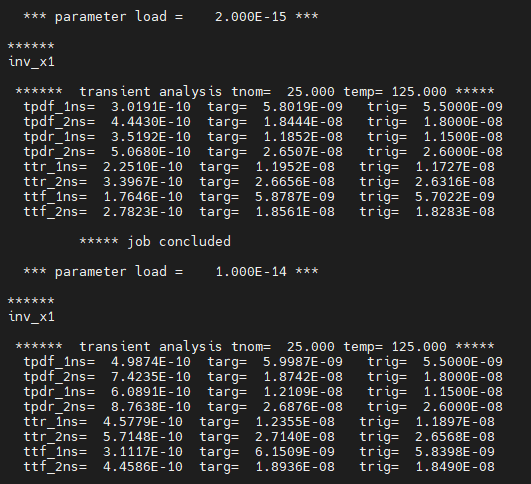 *** parameter load =    2.000E-15 ***
******
inv_x1
******  transient analysis tnom=  25.000 temp= 125.000 *****
tpdf_1ns=  3.0191E-10  targ=  5.8019E-09   trig=  5.5000E-09
tpdf_2ns=  4.4430E-10  targ=  1.8444E-08   trig=  1.8000E-08
tpdr_1ns=  3.5192E-10  targ=  1.1852E-08   trig=  1.1500E-08
tpdr_2ns=  5.0680E-10  targ=  2.6507E-08   trig=  2.6000E-08
ttr_1ns=  2.2510E-10  targ=  1.1952E-08   trig=  1.1727E-08
ttr_2ns=  3.3967E-10  targ=  2.6656E-08   trig=  2.6316E-08
ttf_1ns=  1.7646E-10  targ=  5.8787E-09   trig=  5.7022E-09
ttf_2ns=  2.7823E-10  targ=  1.8561E-08   trig=  1.8283E-08
***** job concluded
*** parameter load =    1.000E-14 ***
******
inv_x1
******  transient analysis tnom=  25.000 temp= 125.000 *****
tpdf_1ns=  4.9874E-10  targ=  5.9987E-09   trig=  5.5000E-09
tpdf_2ns=  7.4235E-10  targ=  1.8742E-08   trig=  1.8000E-08
tpdr_1ns=  6.0891E-10  targ=  1.2109E-08   trig=  1.1500E-08
tpdr_2ns=  8.7638E-10  targ=  2.6876E-08   trig=  2.6000E-08
ttr_1ns=  4.5779E-10  targ=  1.2355E-08   trig=  1.1897E-08
ttr_2ns=  5.7148E-10  targ=  2.7140E-08   trig=  2.6568E-08
ttf_1ns=  3.1117E-10  targ=  6.1509E-09   trig=  5.8398E-09
ttf_2ns=  4.4586E-10  targ=  1.8936E-08   trig=  1.8490E-08